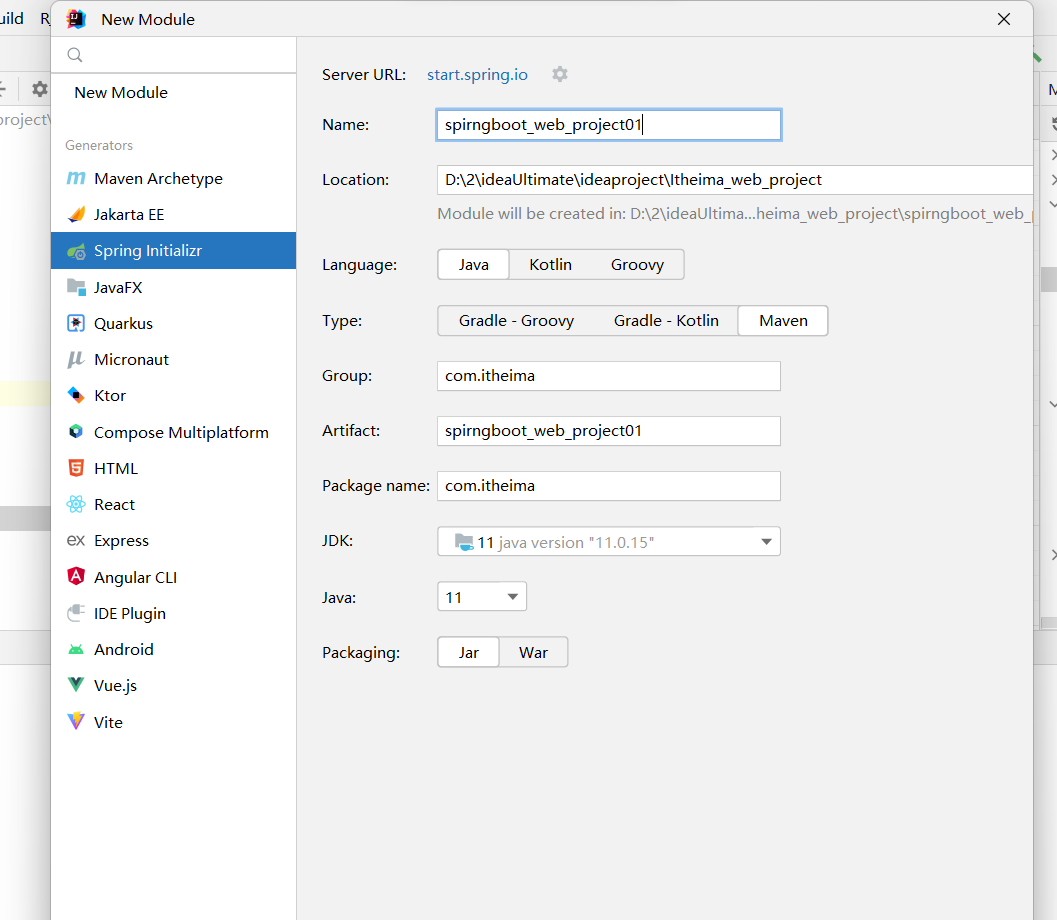 uild
New Module
New Module
Generators
Maven Archetype
Jakarta EE
Spring Initializr
JavaFX
Quarkus
Micronaut
Ktor
Compose Multiplatform
HTML
React
Express
Angular CLI
IDE Plugin
Android
Vue.js
Vite
Server URL: start.spring.io
Name: spirngboot_web_project01
Location: D:\2\ideaUltimate\ideaproject\Itheima_web_project
Module will be created in: D:\2\ideaUltima...heima_web_project\spirngboot_web_
Language: Java Kotlin Groovy
Type: Gradle - Groovy Gradle - Kotlin Maven
Group: com.itheima
Artifact: spirngboot_web_project01
Package name: com.itheima
JDK: 11 java version "11.0.15"
Java: 11
Packaging: Jar War
roject\